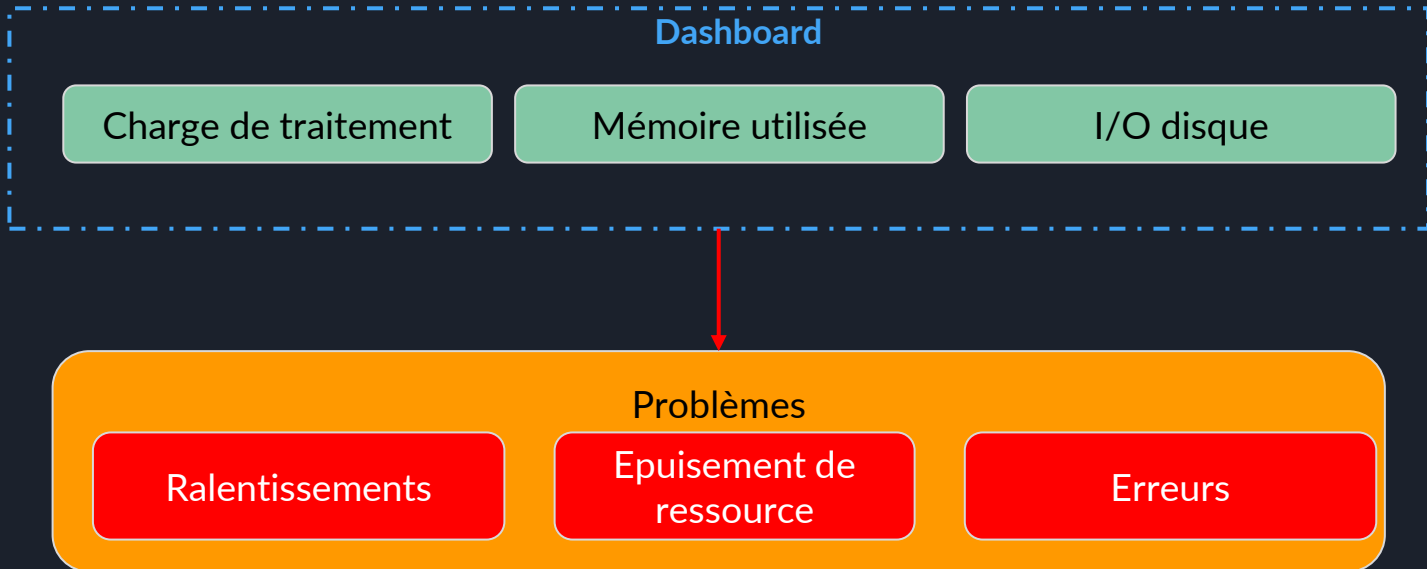 Dashboard
Charge de traitement
Mémoire utilisée
I/O disque
Problèmes
Ralentissements
Epuisement de
ressource
Erreurs